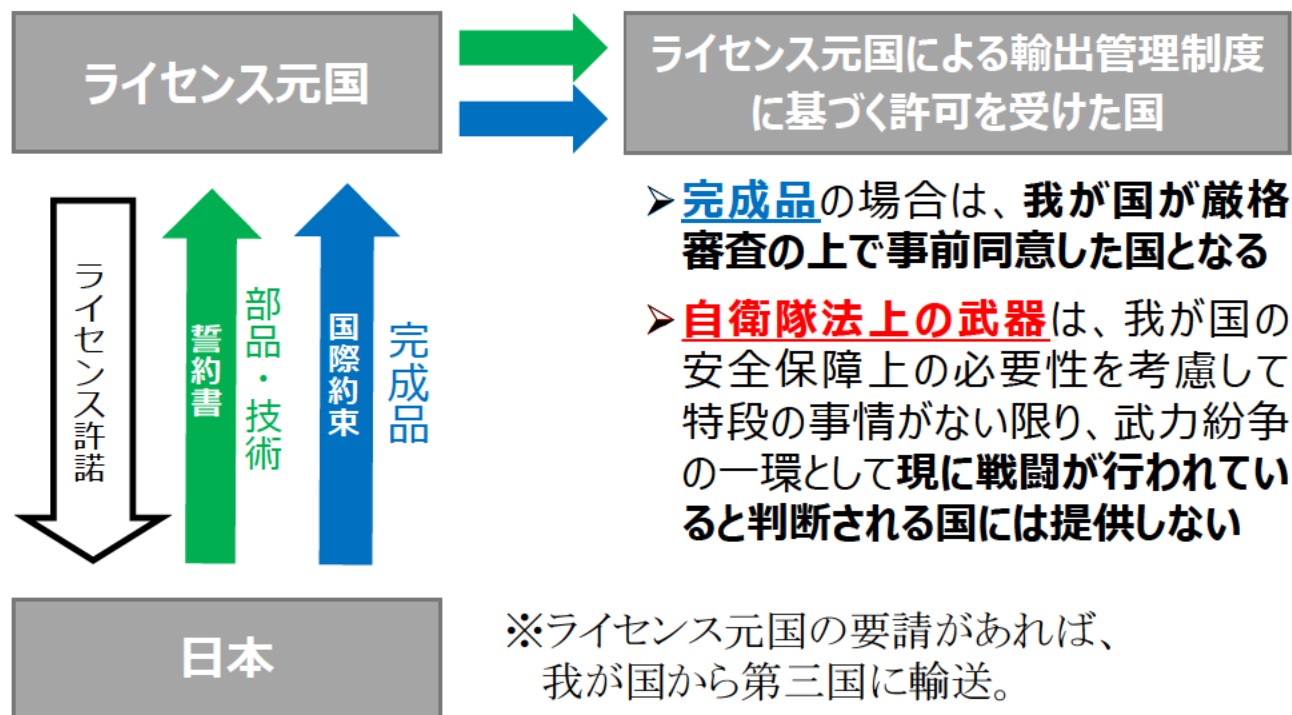 ライセンス元国
ライセンス元国による輸出管理制度
に基づく許可を受けた国
ライセンス許諾
誓約書
部品・技術
国際約束
完成品
➢完成品の場合は、我が国が厳格
審査の上で事前同意した国となる
➢自衛隊法上の武器は、我が国の
安全保障上の必要性を考慮して
特段の事情がない限り、武力紛争
の一環として現に戦闘が行われてい
ると判断される国には提供しない
日本
※ライセンス元国の要請があれば、
我が国から第三国に輸送。